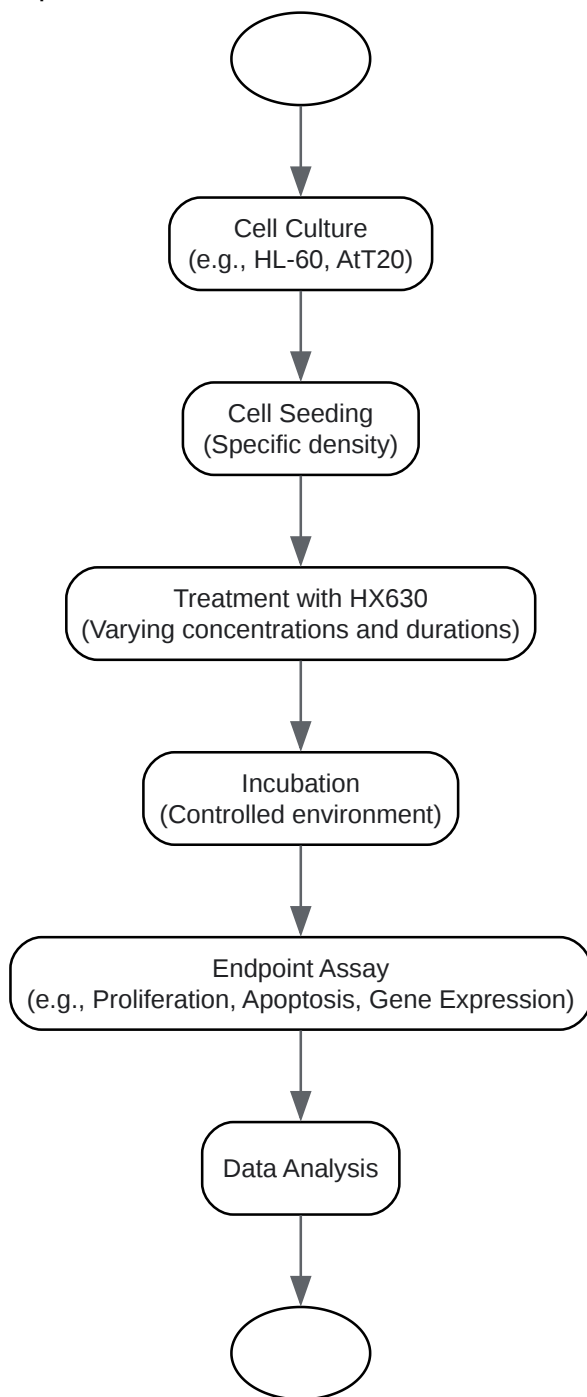 Cell Culture
(e.g., HL-60, AtT20)
Cell Seeding
(Specific density)
Treatment with HX630
(Varying concentrations and durations)
Incubation
(Controlled environment)
Endpoint Assay
(e.g., Proliferation, Apoptosis, Gene Expression)
Data Analysis